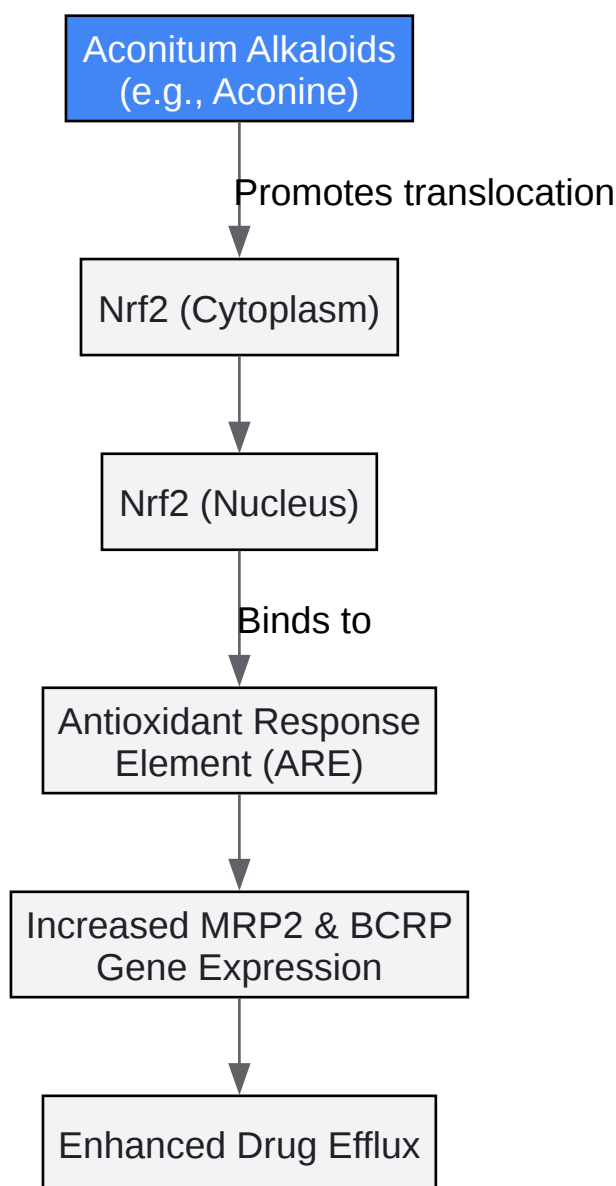 Aconitum Alkaloids
(e.g., Aconine)
Promotes translocation
Nrf2 (Cytoplasm)
Nrf2 (Nucleus)
Binds to
Antioxidant Response
Element (ARE)
Increased MRP2 & BCRP
Gene Expression
Enhanced Drug Efflux